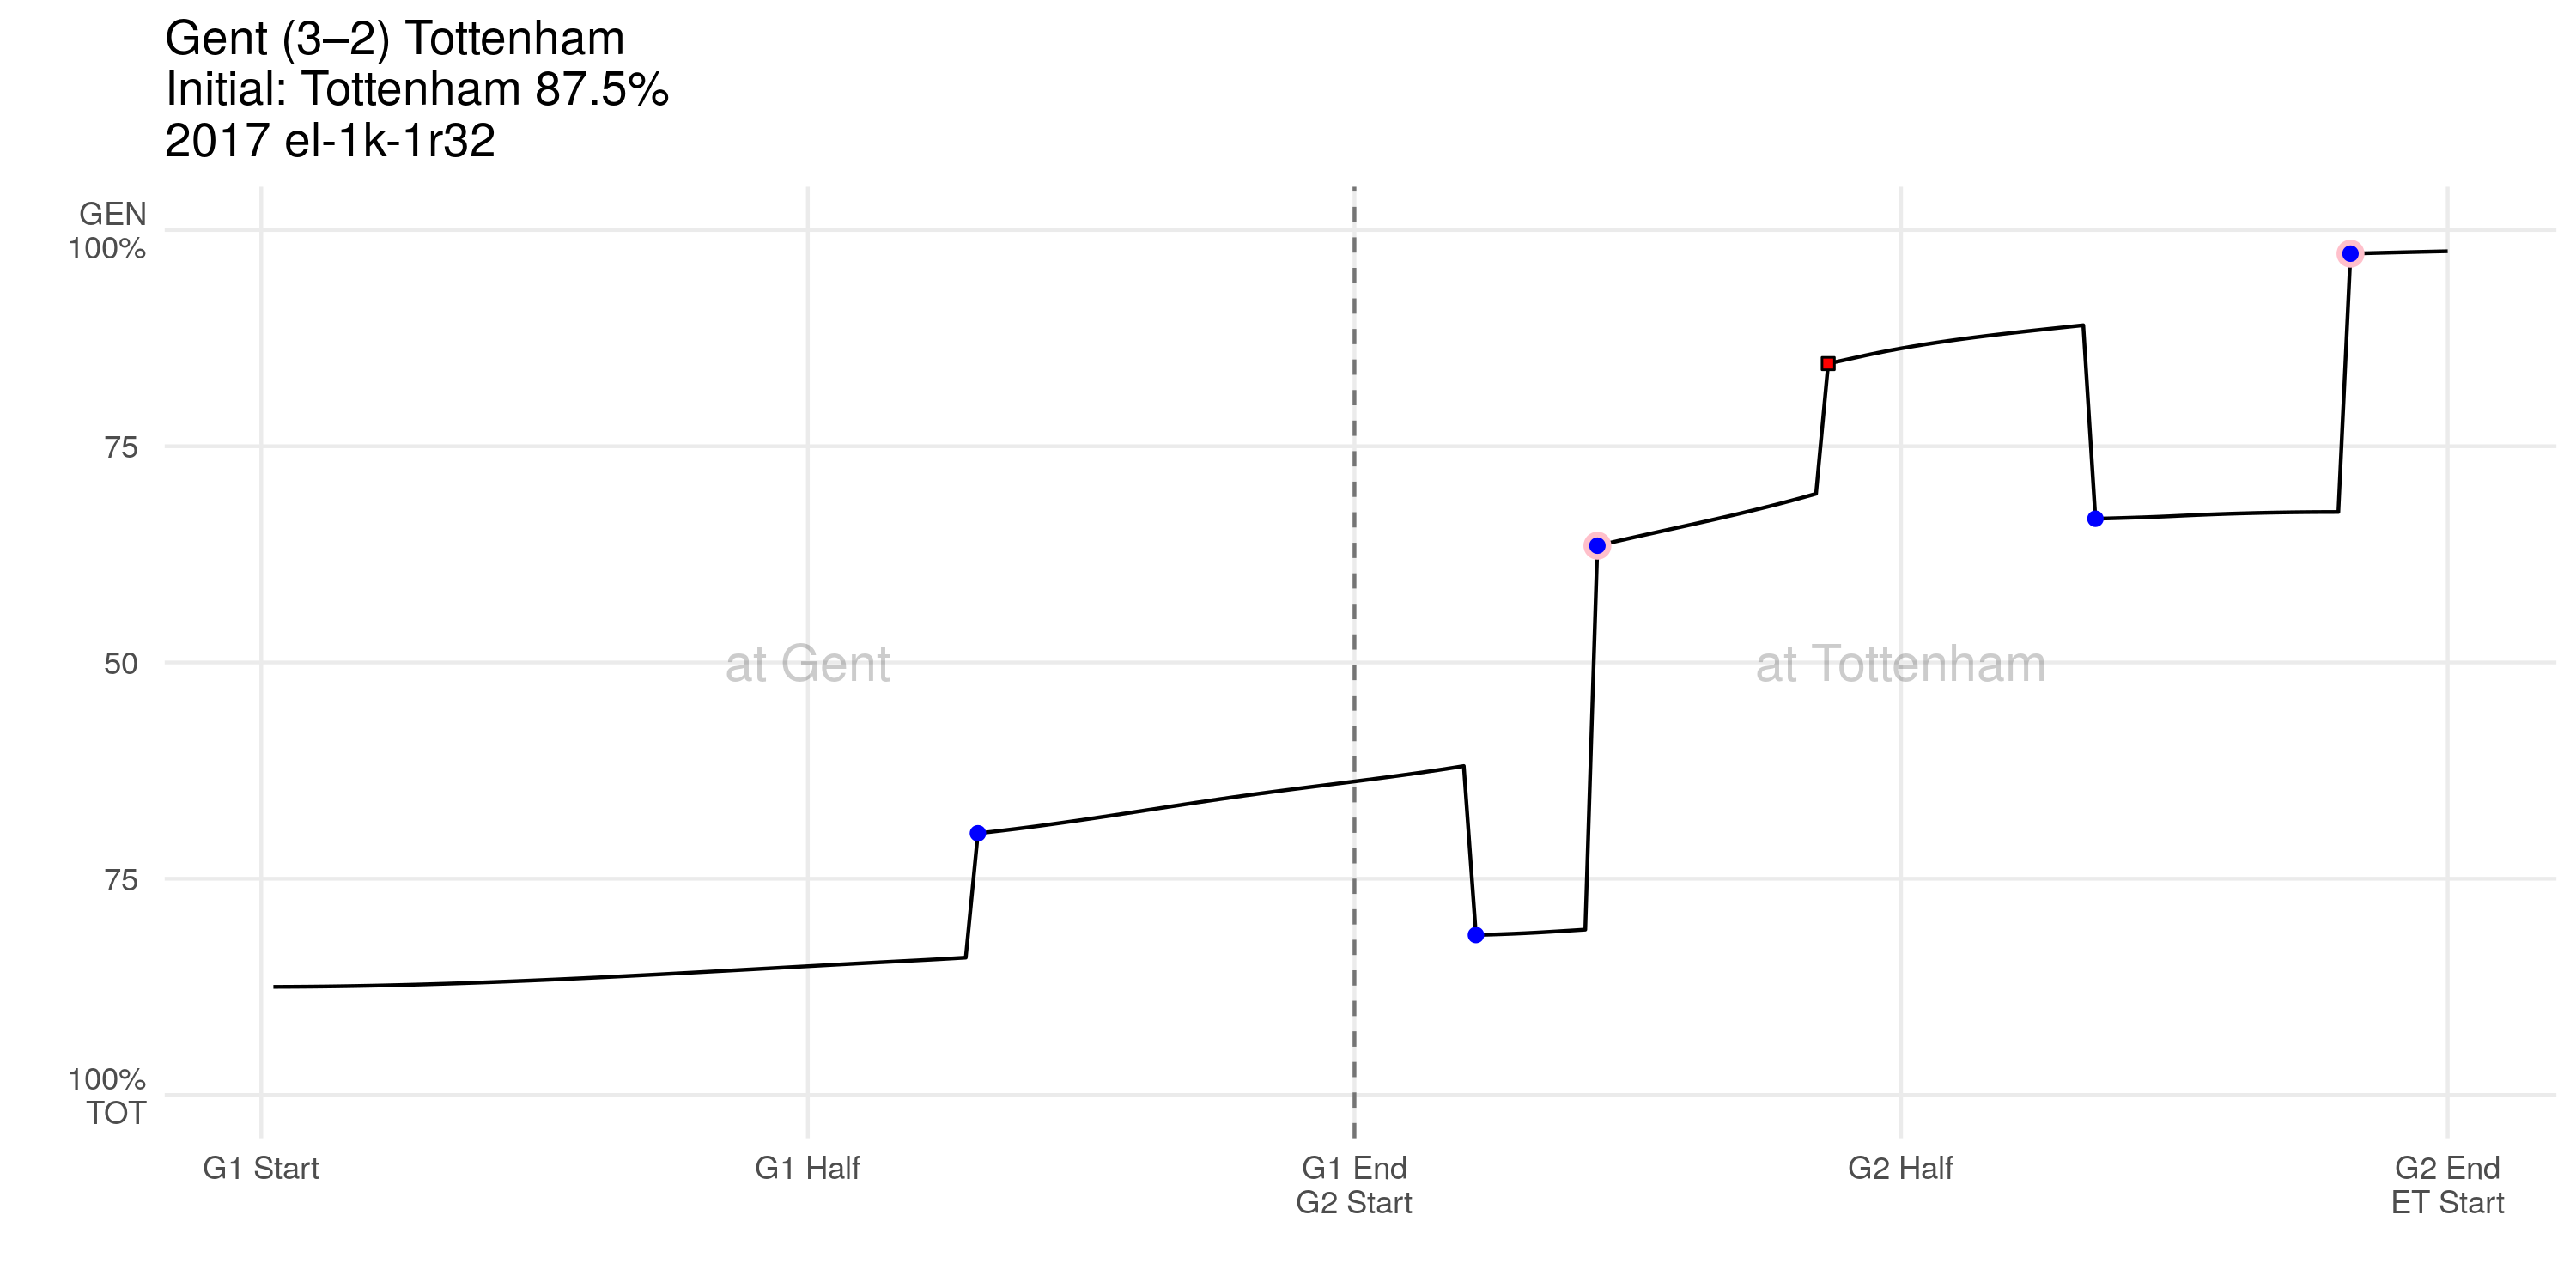 Gent (3–2) Tottenham
Initial: Tottenham 87.5%
2017 el-1k-1r32
GEN
100%
75
50
75
100%
TOT
at Gent
at Tottenham
G1 Start
G1 Half
G1 End
G2 Start
G2 Half
G2 End
ET Start